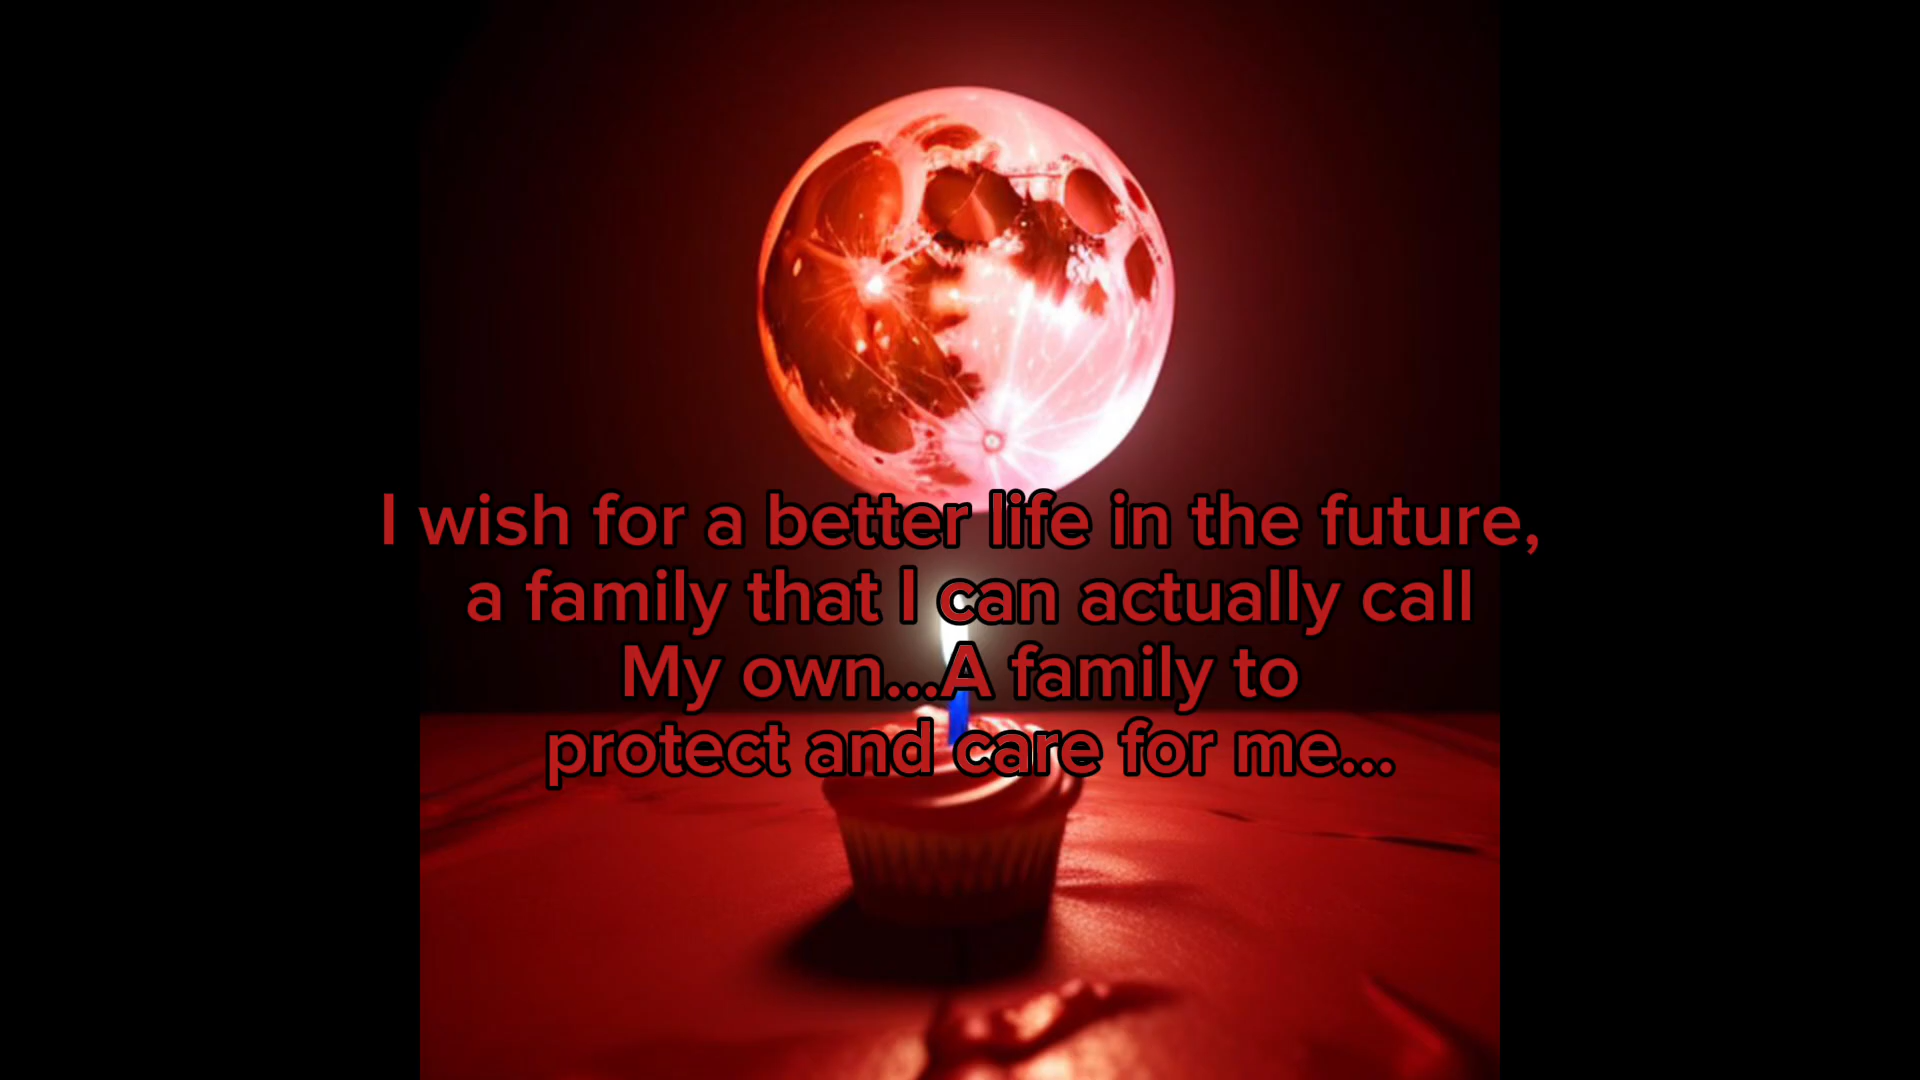 I wish for a better life in the future,
a family that I can actually call
My own...A family to
protect and care for me...